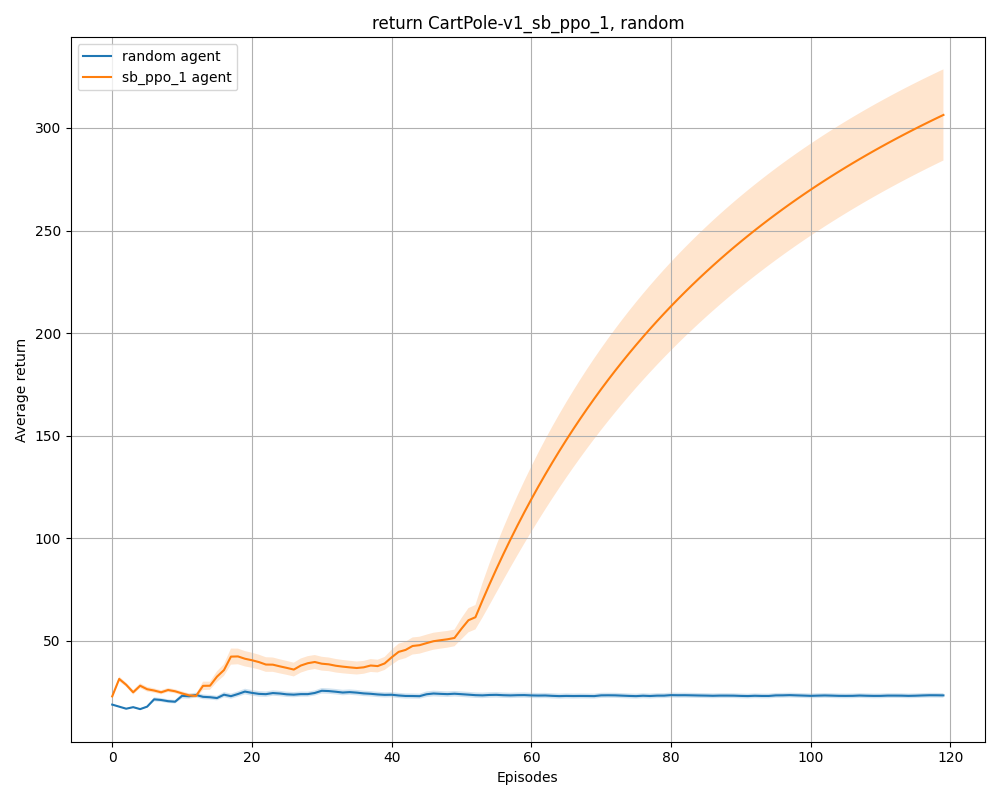 return CartPole-v1_sb_ppo_1, random
random agent
sb_ppo_1 agent
Average return
300
250
200
150
100
50
0 20 40 60 80 100 120
Episodes